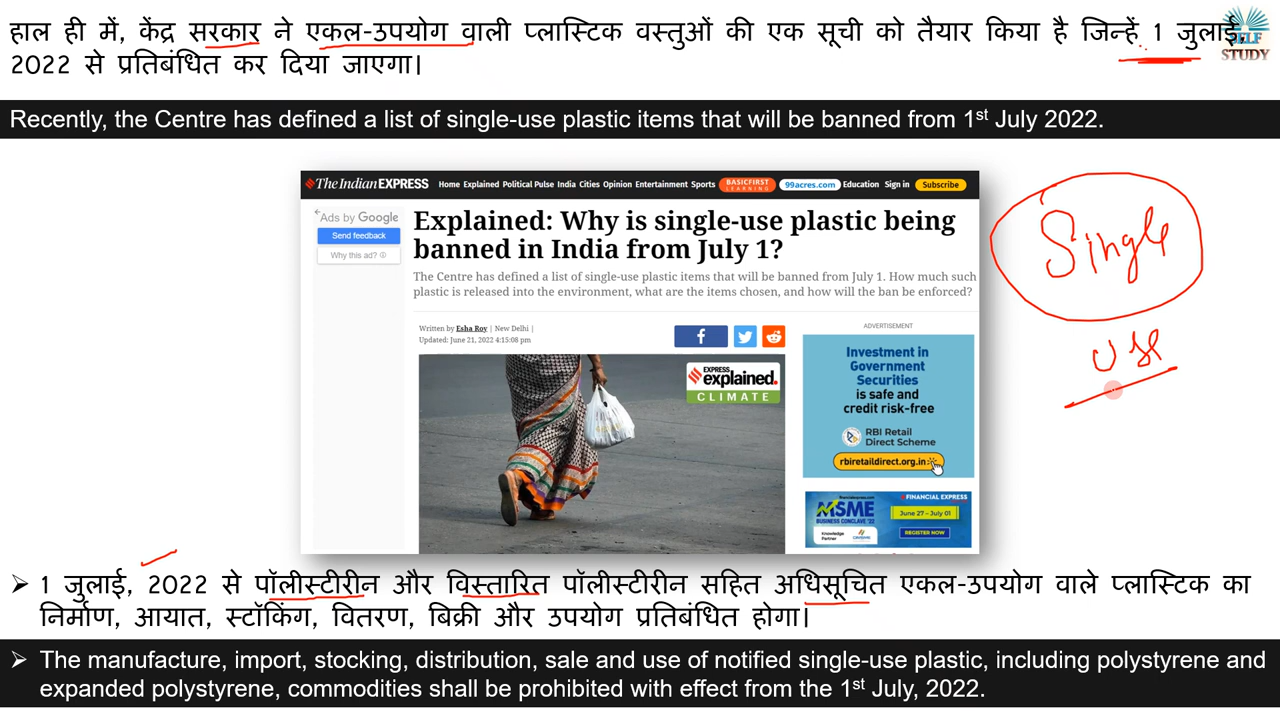 हाल ही में, केंद्र सरकार ने एकल-उपयोग वाली प्लास्टिक वस्तुओं की एक सूची को तैयार किया है जिन्हें 1 जुलाई,
2022 से प्रतिबंधित कर दिया जाएगा।
SELF
STUDY
Recently, the Centre has defined a list of single-use plastic items that will be banned from 1st July 2022.
The Indian EXPRESS Home Explained Political Pulse India Cities Opinion Entertainment Sports BASICFIRST LEARNING 99acres.com Education Sign in Subscribe
Ads by Google
Send feedback
Why this ad?
Explained: Why is single-use plastic being
banned in India from July 1?
The Centre has defined a list of single-use plastic items that will be banned from July 1. How much such
plastic is released into the environment, what are the items chosen, and how will the ban be enforced?
Written by Esha Roy | New Delhi |
Updated: June 21, 2022 4:15:08 pm
EXPRESS
explained.
CLIMATE
ADVERTISEMENT
Investment in
Government
Securities
is safe and
credit risk-free
RBI Retail
Direct Scheme
rbiretaildirect.org.in
FINANCIAL EXPRESS
MSME
BUSINESS CONCLAVE '22
June 27 – July 01
Knowledge
Partner
REGISTER NOW
Single
use
➢ 1 जुलाई, 2022 से पॉलीस्टीरीन और विस्तारित पॉलीस्टीरीन सहित अधिसूचित एकल-उपयोग वाले प्लास्टिक का
निर्माण, आयात, स्टॉकिंग, वितरण, बिक्री और उपयोग प्रतिबंधित होगा।
➢ The manufacture, import, stocking, distribution, sale and use of notified single-use plastic, including polystyrene and
expanded polystyrene, commodities shall be prohibited with effect from the 1st July, 2022.